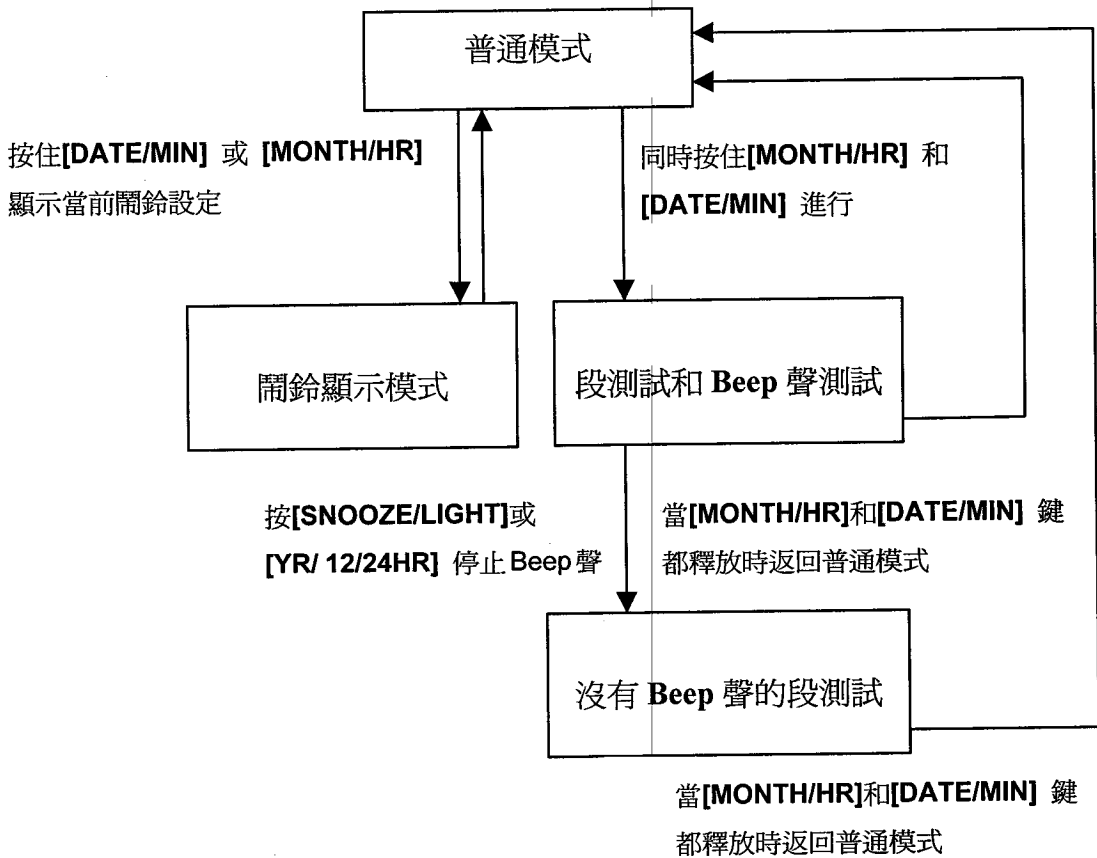 普通模式
按住[DATE/MIN] 或 [MONTH/HR]
顯示當前鬧鈴設定
同時按住[MONTH/HR] 和
[DATE/MIN] 進行
鬧鈴顯示模式
段測試和 Beep 聲測試
按[SNOOZE/LIGHT]或
[YR/ 12/24HR] 停止 Beep 聲
當[MONTH/HR]和[DATE/MIN] 鍵
都釋放時返回普通模式
沒有 Beep 聲的段測試
當[MONTH/HR]和[DATE/MIN] 鍵
都釋放時返回普通模式